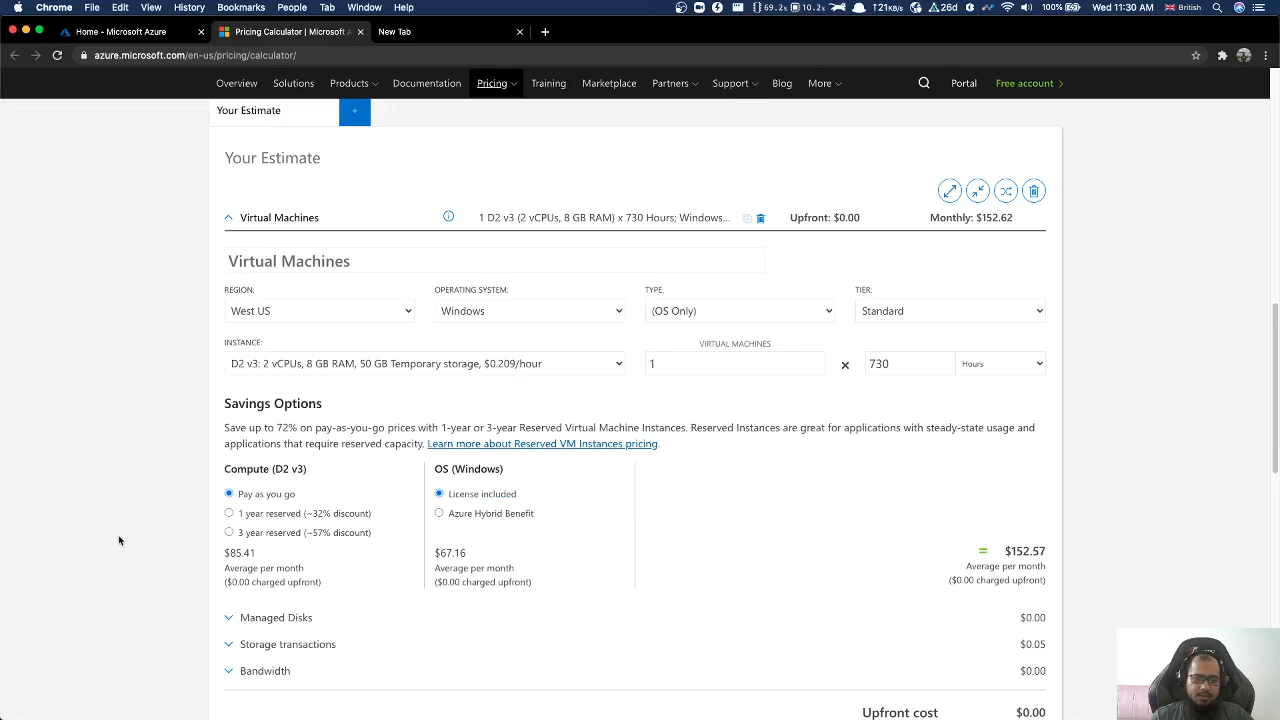 Chrome File Edit View History Bookmarks People Tab Window Help 121kB/s 26d 100% Wed 11:30 AM British
Home - Microsoft Azure × Pricing Calculator | Microsoft A × New Tab × +
azure.microsoft.com/en-us/pricing/calculator/
Overview Solutions Products Documentation Pricing Training Marketplace Partners Support Blog More Portal Free account
Your Estimate +
Your Estimate
Virtual Machines 1 D2 v3 (2 vCPUs, 8 GB RAM) x 730 Hours; Windows... Upfront: $0.00 Monthly: $152.62
Virtual Machines
REGION: OPERATING SYSTEM: TYPE: TIER:
West US Windows (OS Only) Standard
INSTANCE: VIRTUAL MACHINES
D2 v3: 2 vCPUs, 8 GB RAM, 50 GB Temporary storage, $0.209/hour 1 × 730 Hours
Savings Options
Save up to 72% on pay-as-you-go prices with 1-year or 3-year Reserved Virtual Machine Instances. Reserved Instances are great for applications with steady-state usage and
applications that require reserved capacity. Learn more about Reserved VM Instances pricing.
Compute (D2 v3) OS (Windows)
Pay as you go License included
1 year reserved (~32% discount) Azure Hybrid Benefit
3 year reserved (~57% discount)
$85.41 $67.16 = $152.57
Average per month Average per month Average per month
($0.00 charged upfront) ($0.00 charged upfront) ($0.00 charged upfront)
Managed Disks $0.00
Storage transactions $0.05
Bandwidth $0.00
Upfront cost $0.00